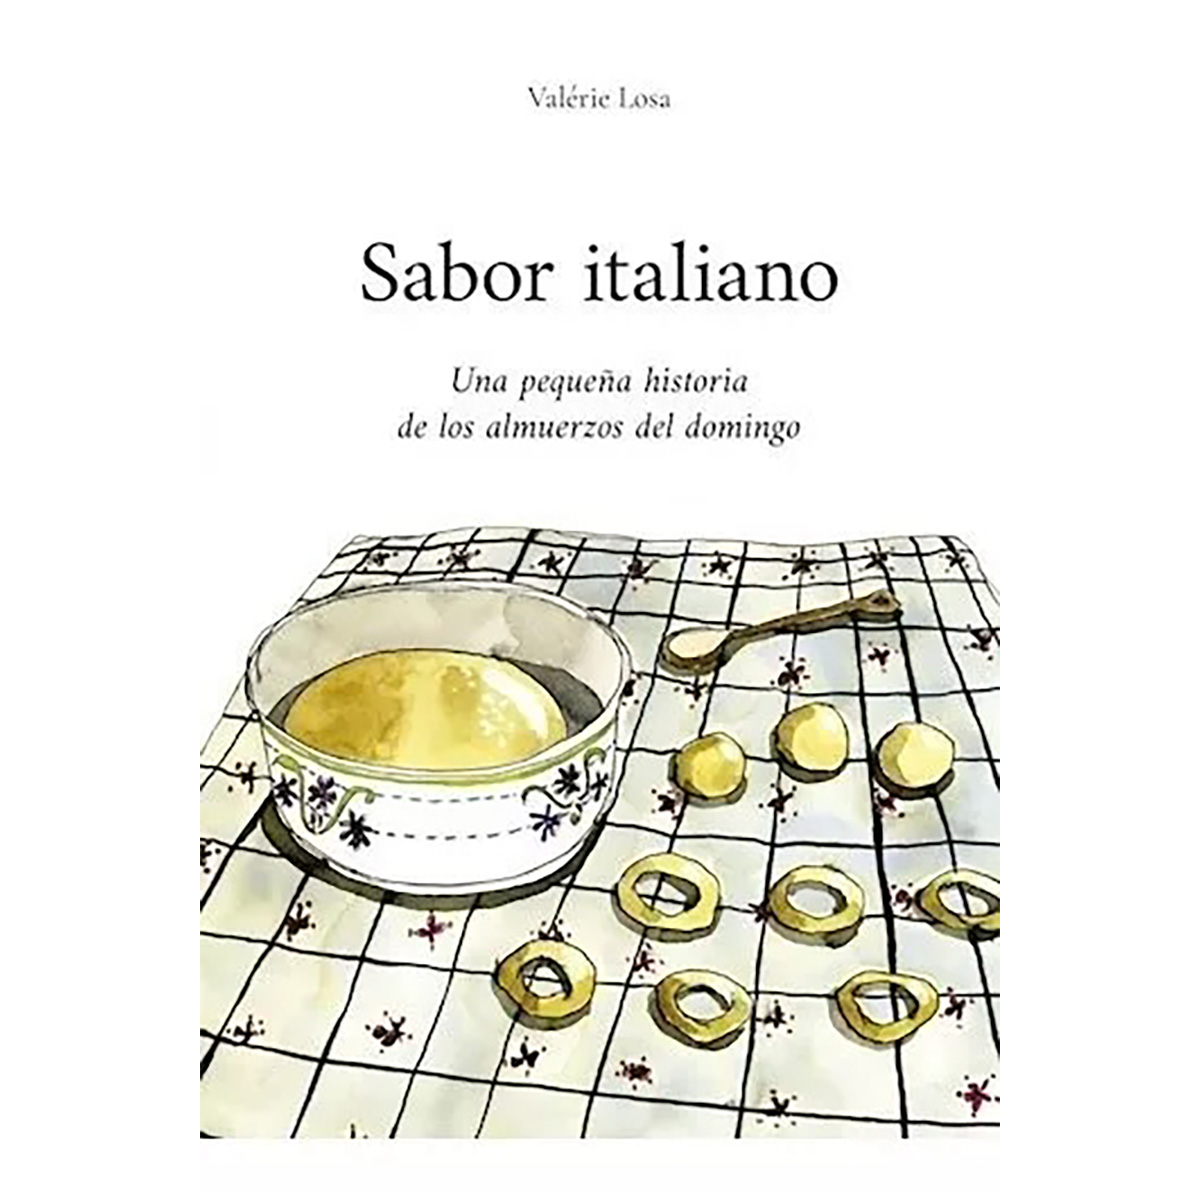 Valérie Losa
Sabor italiano
Una pequeña historia
de los almuerzos del domingo